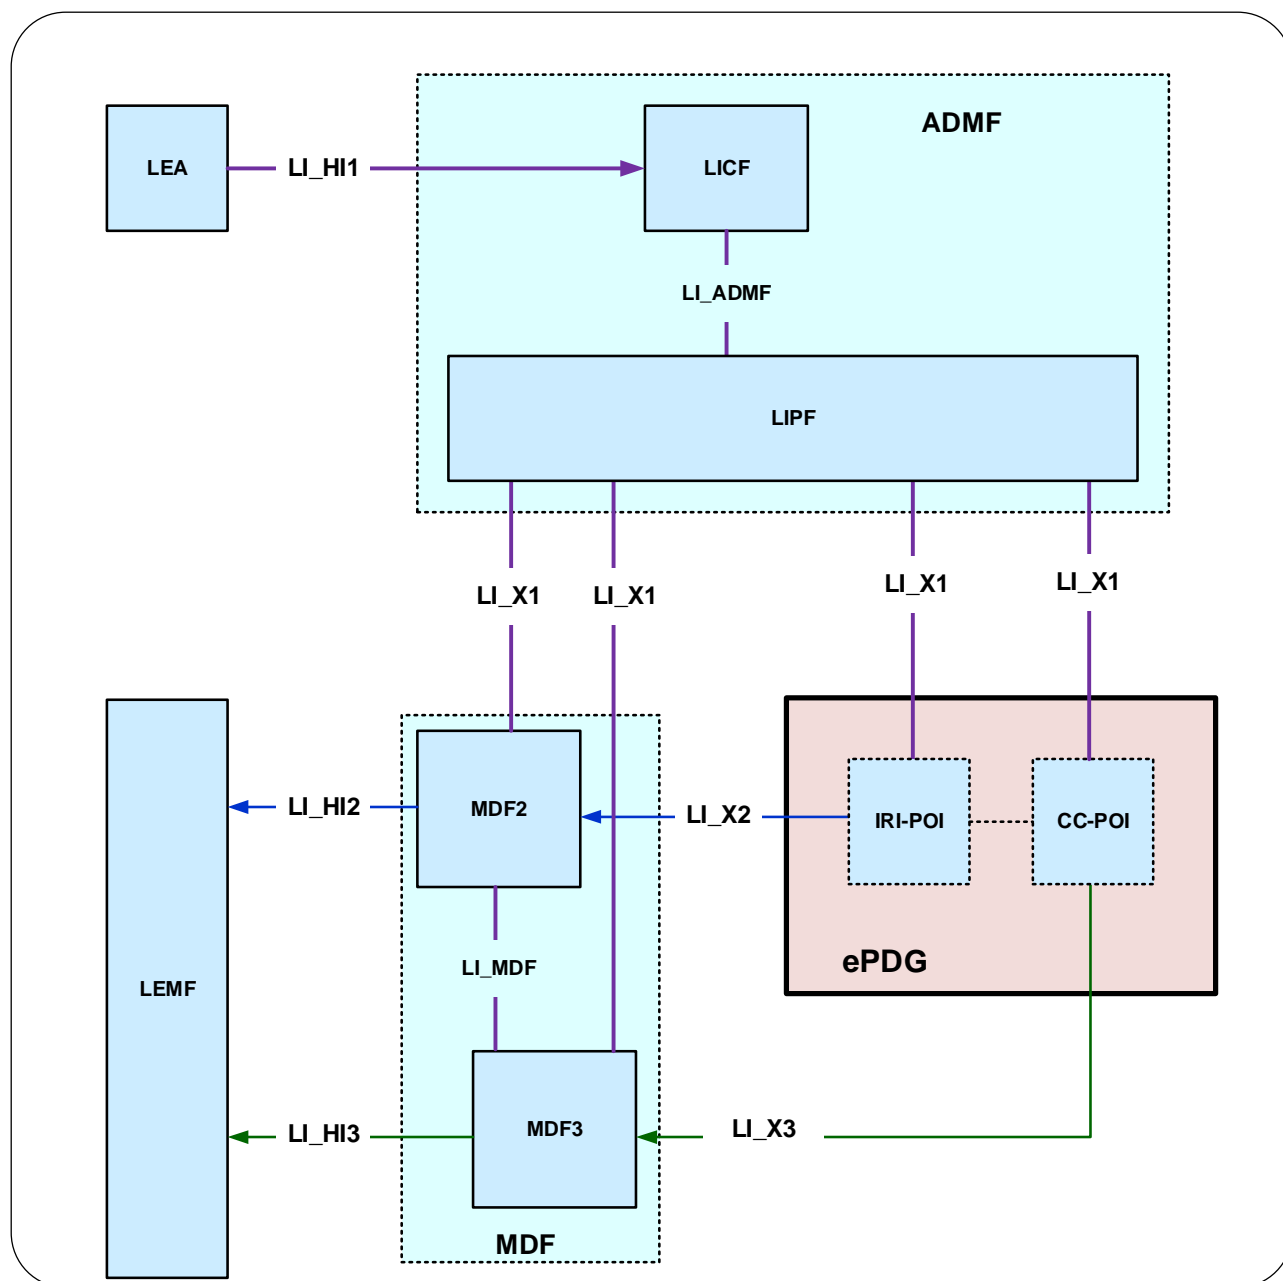 ADMF
LEA
LI_HI1
LICF
LI_ADMF
LIPF
LI_X1
LI_X1
LI_X1
LI_X1
LEMF
LI_HI2
MDF2
LI_X2
IRI-POI
CC-POI
ePDG
LI_MDF
LI_HI3
MDF3
LI_X3
MDF